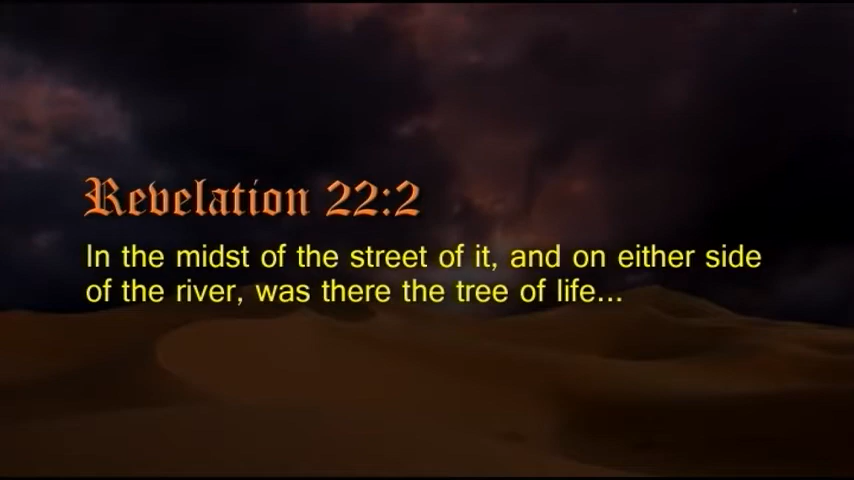 Revelation 22:2
In the midst of the street of it, and on either side
of the river, was there the tree of life...